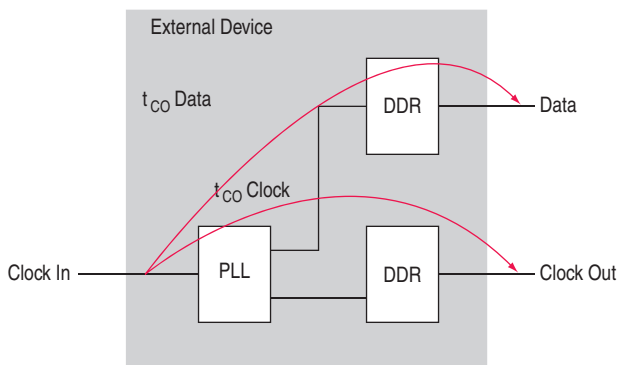 External Device
t CO Data
DDR
Data
t CO Clock
Clock In
PLL
DDR
Clock Out